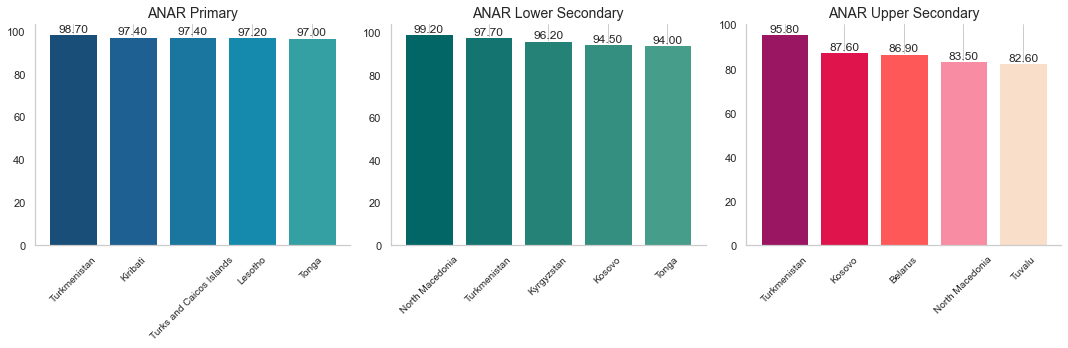 ANAR Primary
100
80
60
40
20
0
98.70
97.40
97.40
97.20
97.00
Turkmenistan
Kiribati
Turks and Caicos Islands
Lesotho
Tonga
ANAR Lower Secondary
100
80
60
40
20
0
99.20
97.70
96.20
94.50
94.00
North Macedonia
Turkmenistan
Kyrgyzstan
Kosovo
Tonga
ANAR Upper Secondary
100
80
60
40
20
0
95.80
87.60
86.90
83.50
82.60
Turkmenistan
Kosovo
Belarus
North Macedonia
Tuvalu